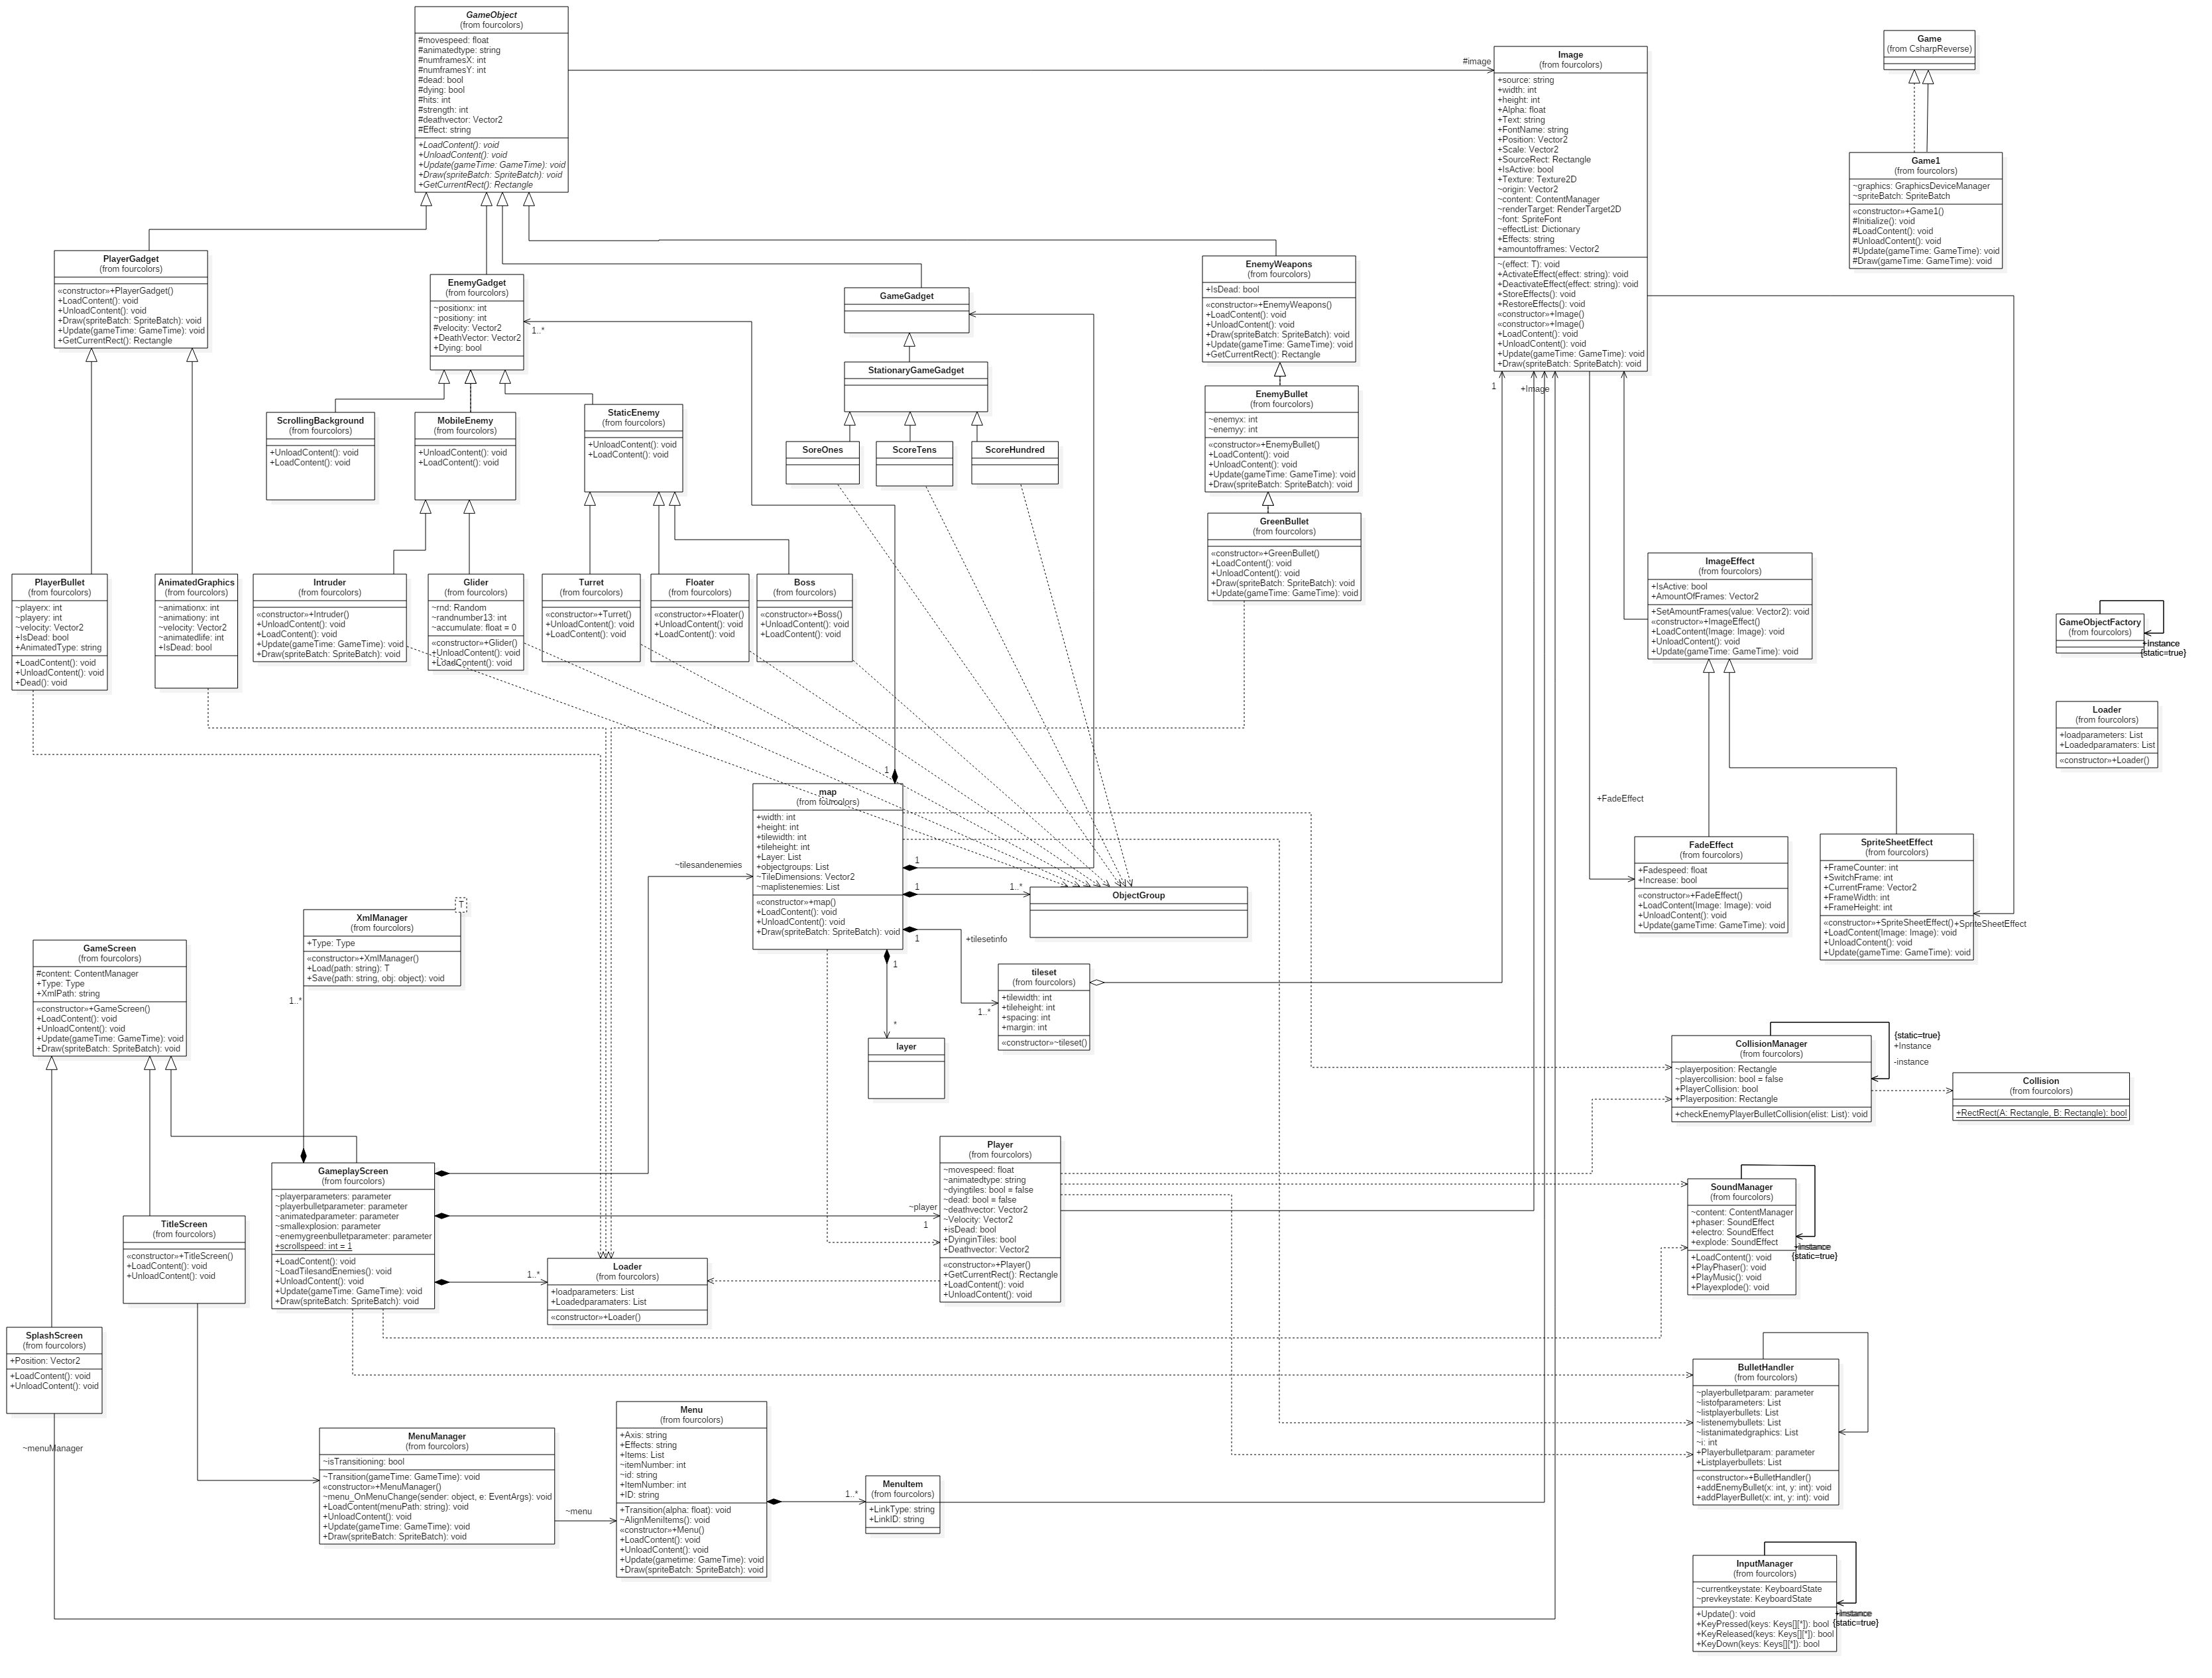 GameObject
(from fourcolors)
#movespeed: float
#animatedtype: string
#numframesX: int
#numframesY: int
#dead: bool
#dying: bool
#hits: int
#strength: int
#deathvector: Vector2
#Effect: string
+LoadContent(): void
+UnloadContent(): void
+Update(gameTime: GameTime): void
+Draw(spriteBatch: SpriteBatch): void
+GetCurrentRect(): Rectangle
#image
Image
(from fourcolors)
+source: string
+width: int
+height: int
+Alpha: float
+Text: string
+FontName: string
+Position: Vector2
+Scale: Vector2
+SourceRect: Rectangle
+IsActive: bool
+Texture: Texture2D
~origin: Vector2
~content: ContentManager
~renderTarget: RenderTarget2D
~font: SpriteFont
~effectList: Dictionary
+Effects: string
+amountofframes: Vector2
~(effect: T): void
+ActivateEffect(effect: string): void
+DeactivateEffect(effect: string): void
+StoreEffects(): void
+RestoreEffects(): void
«constructor»+Image()
«constructor»+Image()
+LoadContent(): void
+UnloadContent(): void
+Update(gameTime: GameTime): void
+Draw(spriteBatch: SpriteBatch): void
1
+Image
Game
(from CsharpReverse)
Game1
(from fourcolors)
~graphics: GraphicsDeviceManager
~spriteBatch: SpriteBatch
«constructor»+Game1()
#Initialize(): void
#LoadContent(): void
#UnloadContent(): void
#Update(gameTime: GameTime): void
#Draw(gameTime: GameTime): void
PlayerGadget
(from fourcolors)
«constructor»+PlayerGadget()
+LoadContent(): void
+UnloadContent(): void
+Draw(spriteBatch: SpriteBatch): void
+Update(gameTime: GameTime): void
+GetCurrentRect(): Rectangle
EnemyGadget
(from fourcolors)
~positionx: int
~positiony: int
#velocity: Vector2
+DeathVector: Vector2
+Dying: bool
1..*
GameGadget
StationaryGameGadget
SoreOnes
ScoreTens
ScoreHundred
EnemyWeapons
(from fourcolors)
+IsDead: bool
«constructor»+EnemyWeapons()
+LoadContent(): void
+UnloadContent(): void
+Draw(spriteBatch: SpriteBatch): void
+Update(gameTime: GameTime): void
+GetCurrentRect(): Rectangle
EnemyBullet
(from fourcolors)
~enemyx: int
~enemyy: int
«constructor»+EnemyBullet()
+LoadContent(): void
+UnloadContent(): void
+Update(gameTime: GameTime): void
+Draw(spriteBatch: SpriteBatch): void
GreenBullet
(from fourcolors)
«constructor»+GreenBullet()
+LoadContent(): void
+UnloadContent(): void
+Draw(spriteBatch: SpriteBatch): void
+Update(gameTime: GameTime): void
ScrollingBackground
(from fourcolors)
+UnloadContent(): void
+LoadContent(): void
MobileEnemy
(from fourcolors)
+UnloadContent(): void
+LoadContent(): void
StaticEnemy
(from fourcolors)
+UnloadContent(): void
+LoadContent(): void
PlayerBullet
(from fourcolors)
~playerx: int
~playery: int
~velocity: Vector2
+IsDead: bool
+AnimatedType: string
+LoadContent(): void
+UnloadContent(): void
+Dead(): void
AnimatedGraphics
(from fourcolors)
~animationx: int
~animationy: int
~velocity: Vector2
~animatedlife: int
+IsDead: bool
Intruder
(from fourcolors)
«constructor»+Intruder()
+UnloadContent(): void
+LoadContent(): void
+Update(gameTime: GameTime): void
+Draw(spriteBatch: SpriteBatch): void
Glider
(from fourcolors)
~rnd: Random
~randnumber13: int
~accumulate: float = 0
«constructor»+Glider()
+UnloadContent(): void
+LoadContent(): void
Turret
(from fourcolors)
«constructor»+Turret()
+UnloadContent(): void
+LoadContent(): void
Floater
(from fourcolors)
«constructor»+Floater()
+UnloadContent(): void
+LoadContent(): void
Boss
(from fourcolors)
«constructor»+Boss()
+UnloadContent(): void
+LoadContent(): void
ImageEffect
(from fourcolors)
+IsActive: bool
+AmountOfFrames: Vector2
+SetAmountFrames(value: Vector2): void
«constructor»+ImageEffect()
+LoadContent(Image: Image): void
+UnloadContent(): void
+Update(gameTime: GameTime): void
GameObjectFactory
(from fourcolors)
+Instance
{static=true}
Loader
(from fourcolors)
+loadparameters: List
+Loadedparamaters: List
«constructor»+Loader()
+FadeEffect
FadeEffect
(from fourcolors)
+Fadespeed: float
+Increase: bool
«constructor»+FadeEffect()
+LoadContent(Image: Image): void
+UnloadContent(): void
+Update(gameTime: GameTime): void
SpriteSheetEffect
(from fourcolors)
+FrameCounter: int
+SwitchFrame: int
+CurrentFrame: Vector2
+FrameWidth: int
+FrameHeight: int
«constructor»+SpriteSheetEffect()
+LoadContent(Image: Image): void
+UnloadContent(): void
+Update(gameTime: GameTime): void
+SpriteSheetEffect
1
map
(from fourcolors)
+width: int
+height: int
+tilewidth: int
+tileheight: int
+Layer: List
+objectgroups: List
~TileDimensions: Vector2
~maplistenemies: List
«constructor»+map()
+LoadContent(): void
+UnloadContent(): void
+Draw(spriteBatch: SpriteBatch): void
~tilesandenemies
1
1
1..*
ObjectGroup
1
+tilesetinfo
1..*
tileset
(from fourcolors)
+tilewidth: int
+tileheight: int
+spacing: int
+margin: int
«constructor»~tileset()
1
*
layer
T
XmlManager
(from fourcolors)
+Type: Type
«constructor»+XmlManager()
+Load(path: string): T
+Save(path: string, obj: object): void
1..*
GameScreen
(from fourcolors)
#content: ContentManager
+Type: Type
+XmlPath: string
«constructor»+GameScreen()
+LoadContent(): void
+UnloadContent(): void
+Update(gameTime: GameTime): void
+Draw(spriteBatch: SpriteBatch): void
CollisionManager
(from fourcolors)
~playerposition: Rectangle
~playercollision: bool = false
+PlayerCollision: bool
+Playerposition: Rectangle
+checkEnemyPlayerBulletCollision(elist: List): void
{static=true}
+Instance
-instance
Collision
(from fourcolors)
+RectRect(A: Rectangle, B: Rectangle): bool
GameplayScreen
(from fourcolors)
~playerparameters: parameter
~playerbulletparameter: parameter
~animatedparameter: parameter
~smallexplosion: parameter
~enemygreenbulletparameter: parameter
+scrollspeed: int = 1
+LoadContent(): void
~LoadTilesandEnemies(): void
+UnloadContent(): void
+Update(gameTime: GameTime): void
+Draw(spriteBatch: SpriteBatch): void
~player
1
1..*
Player
(from fourcolors)
~movespeed: float
~animatedtype: string
~dyingtiles: bool = false
~dead: bool = false
~deathvector: Vector2
~Velocity: Vector2
+isDead: bool
+DyinginTiles: bool
+Deathvector: Vector2
«constructor»+Player()
+GetCurrentRect(): Rectangle
+LoadContent(): void
+UnloadContent(): void
SoundManager
(from fourcolors)
~content: ContentManager
+phaser: SoundEffect
+electro: SoundEffect
+explode: SoundEffect
+LoadContent(): void
+PlayPhaser(): void
+PlayMusic(): void
+Playexplode(): void
{static=true}
TitleScreen
(from fourcolors)
«constructor»+TitleScreen()
+LoadContent(): void
+UnloadContent(): void
Loader
(from fourcolors)
+loadparameters: List
+Loadedparamaters: List
«constructor»+Loader()
SplashScreen
(from fourcolors)
+Position: Vector2
+LoadContent(): void
+UnloadContent(): void
~menuManager
BulletHandler
(from fourcolors)
~playerbulletparam: parameter
~listofparameters: List
~listplayerbullets: List
~listenemybullets: List
~listanimatedgraphics: List
~i: int
+Playerbulletparam: parameter
+Listplayerbullets: List
«constructor»+BulletHandler()
+addEnemyBullet(x: int, y: int): void
+addPlayerBullet(x: int, y: int): void
MenuManager
(from fourcolors)
~isTransitioning: bool
~Transition(gameTime: GameTime): void
«constructor»+MenuManager()
~menu_OnMenuChange(sender: object, e: EventArgs): void
+LoadContent(menuPath: string): void
+UnloadContent(): void
+Update(gameTime: GameTime): void
+Draw(spriteBatch: SpriteBatch): void
~menu
Menu
(from fourcolors)
+Axis: string
+Effects: string
+Items: List
~itemNumber: int
~id: string
+ItemNumber: int
+ID: string
+Transition(alpha: float): void
~AlignMeniItems(): void
«constructor»+Menu()
+LoadContent(): void
+UnloadContent(): void
+Update(gametime: GameTime): void
+Draw(spriteBatch: SpriteBatch): void
1..*
MenuItem
(from fourcolors)
+LinkType: string
+LinkID: string
InputManager
(from fourcolors)
~currentkeystate: KeyboardState
~prevkeystate: KeyboardState
+Update(): void
+KeyPressed(keys: Keys[][*]): bool
+KeyReleased(keys: Keys[][*]): bool
+KeyDown(keys: Keys[][*]): bool
{static=true}